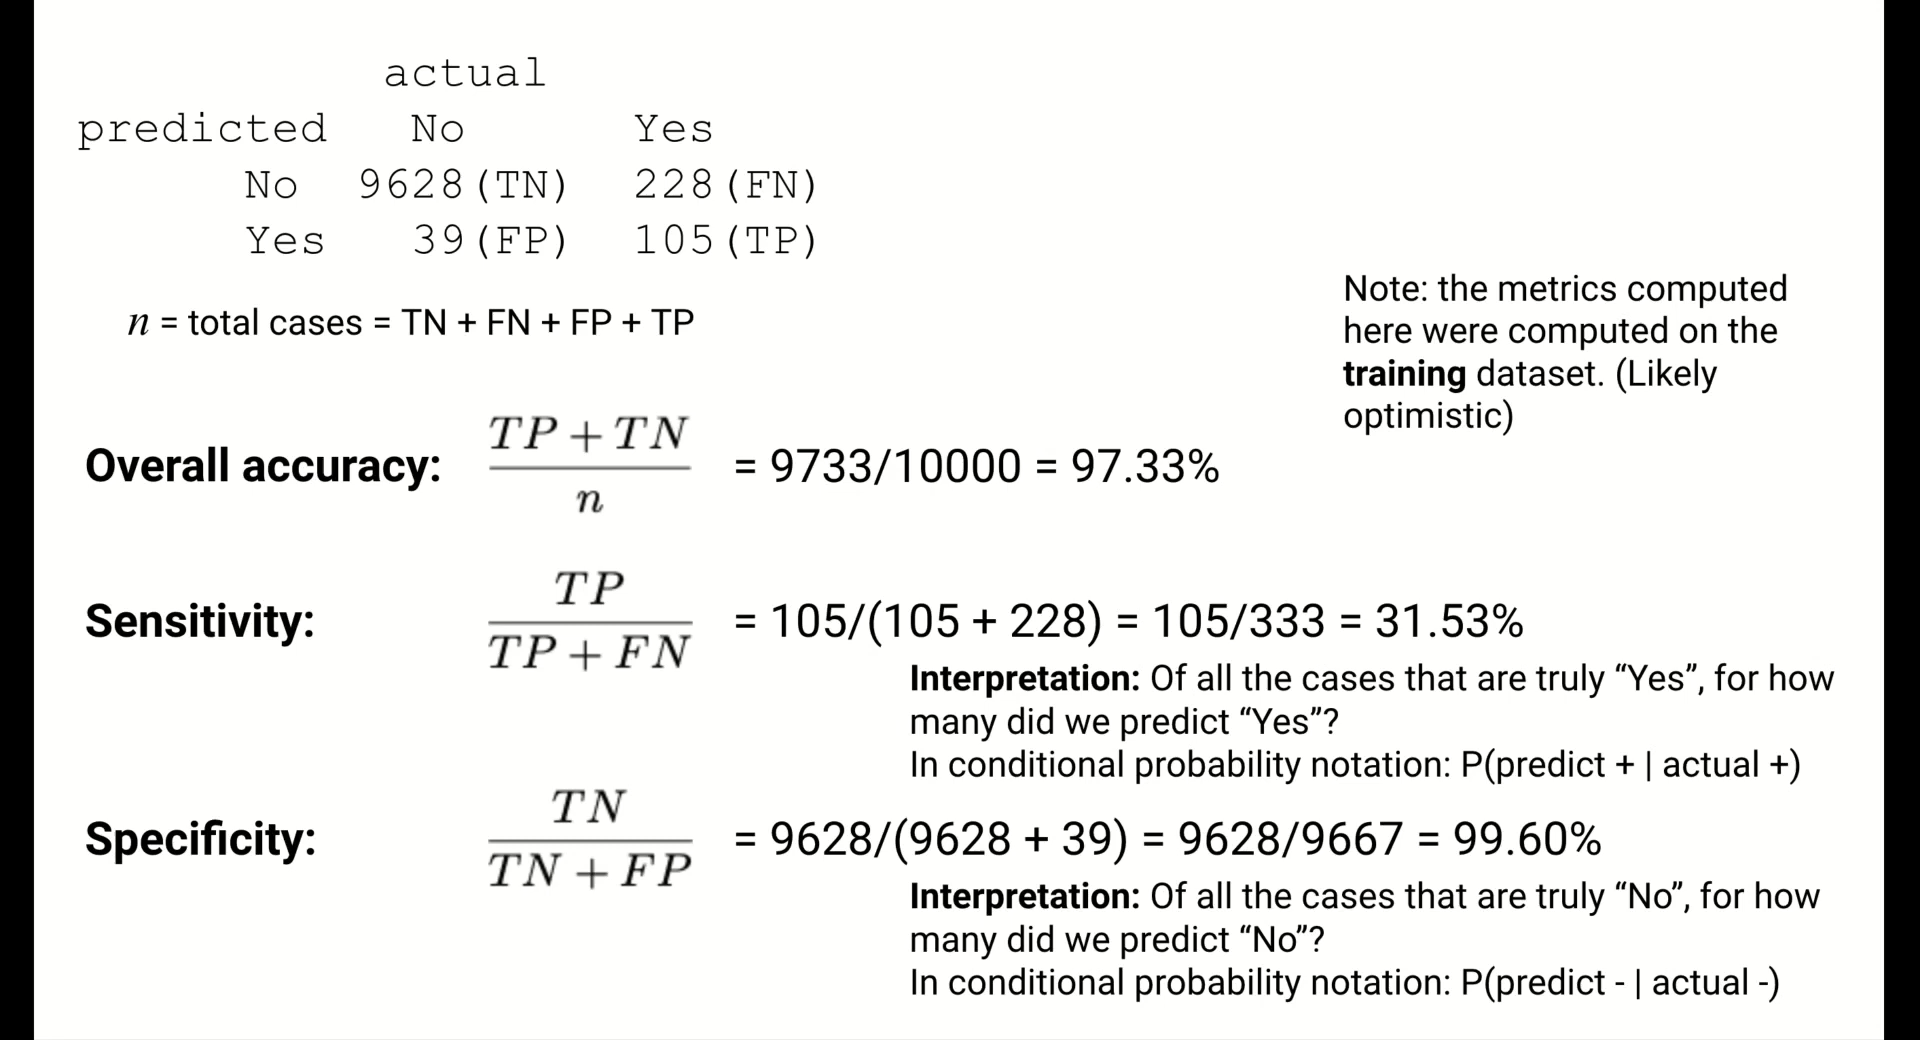 actual
predicted No Yes
No 9628(TN) 228(FN)
Yes 39(FP) 105(TP)
n = total cases = TN + FN + FP + TP
Note: the metrics computed
here were computed on the
training dataset. (Likely
optimistic)
Overall accuracy: TP + TN / n = 9733/10000 = 97.33%
Sensitivity: TP / TP + FN = 105/(105 + 228) = 105/333 = 31.53%
Interpretation: Of all the cases that are truly “Yes”, for how
many did we predict “Yes”?
In conditional probability notation: P(predict + | actual +)
Specificity: TN / TN + FP = 9628/(9628 + 39) = 9628/9667 = 99.60%
Interpretation: Of all the cases that are truly “No”, for how
many did we predict “No”?
In conditional probability notation: P(predict - | actual -)